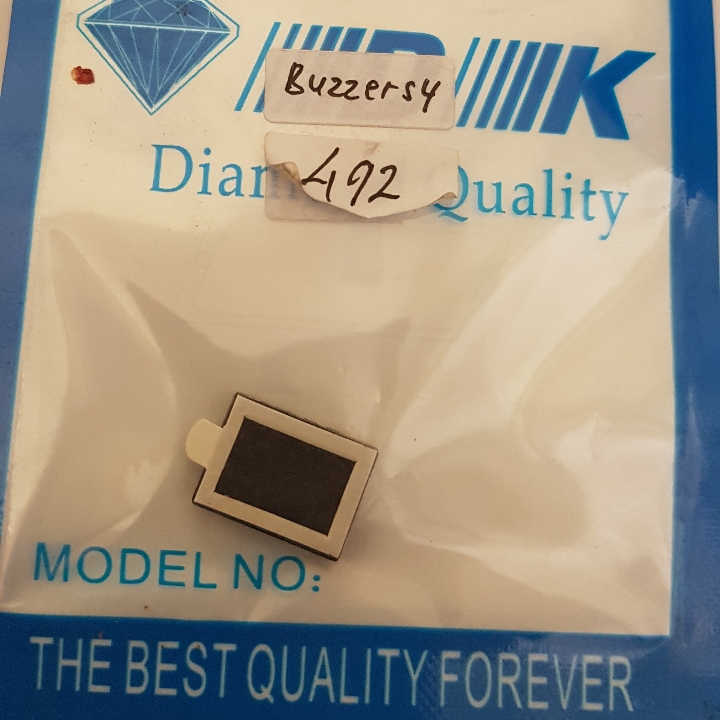 K
Buzzers4
492
Quality
MODEL NO:
THE BEST QUALITY FOREVER